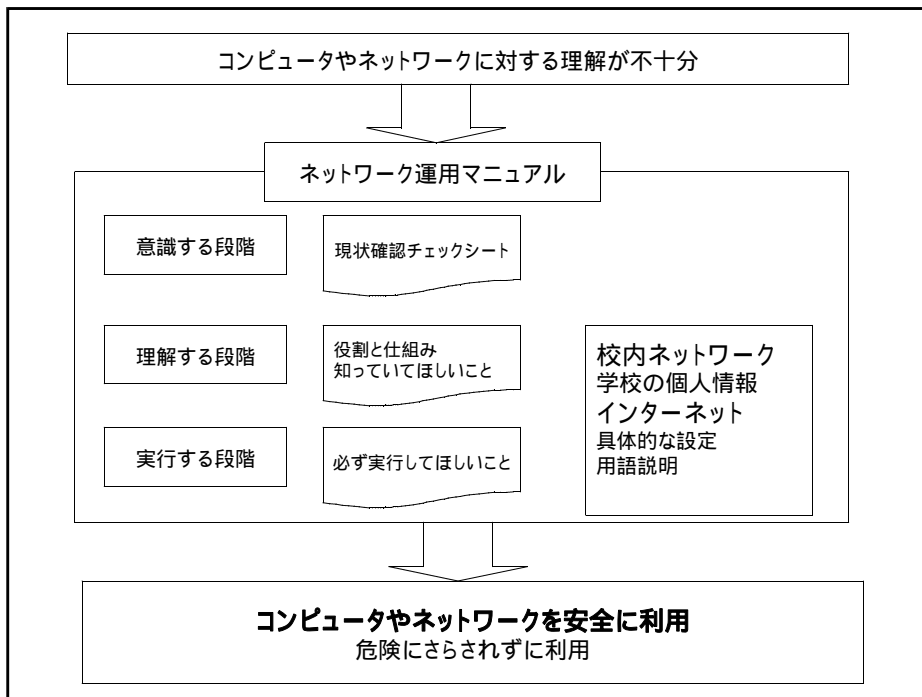 コンピュータやネットワークに対する理解が不十分
ネットワーク運用マニュアル
意識する段階
現状確認チェックシート
理解する段階
役割と仕組み
知っていてほしいこと
実行する段階
必ず実行してほしいこと
校内ネットワーク
学校の個人情報
インターネット
具体的な設定
用語説明
コンピュータやネットワークを安全に利用
危険にさらされずに利用